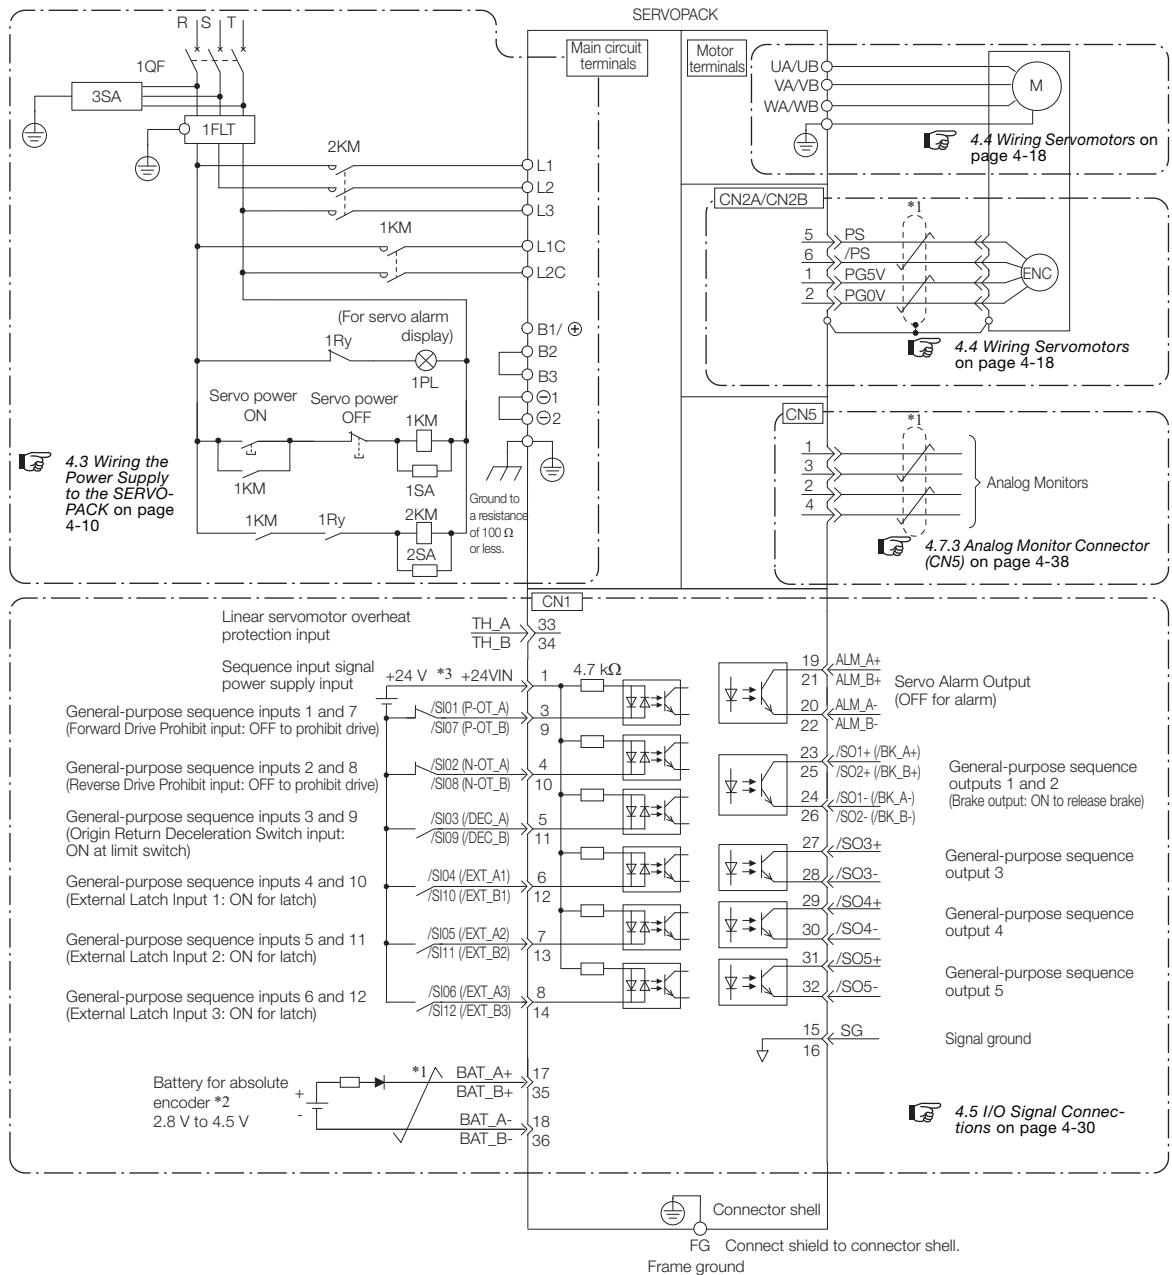 SERVOPACK
R S T
1QF
3SA
1FLT
2KM
L1
L2
L3
1KM
L1C
L2C
Main circuit
terminals
(For servo alarm
display)
1Ry
1PL
B1/ ⊕
B2
B3
⊖1
⊖2
Servo power
ON
Servo power
OFF
1KM
1KM
1SA
1KM
1Ry
2KM
2SA
Ground to
a resistance
of 100 Ω
or less.
4.3 Wiring the
Power Supply
to the SERVO-
PACK on page
4-10
Motor
terminals
UA/UB
VA/VB
WA/WB
M
4.4 Wiring Servomotors on
page 4-18
CN2A/CN2B
*1
5 PS
6 /PS
1 PG5V
2 PG0V
ENC
4.4 Wiring Servomotors
on page 4-18
CN5
*1
1
3
2
4
Analog Monitors
4.7.3 Analog Monitor Connector
(CN5) on page 4-38
CN1
Linear servomotor overheat
protection input
TH_A 33
TH_B 34
Sequence input signal
power supply input
+24 V *3 +24VIN 1
4.7 kΩ
General-purpose sequence inputs 1 and 7
(Forward Drive Prohibit input: OFF to prohibit drive)
/SI01 (P-OT_A) 3
/SI07 (P-OT_B) 9
General-purpose sequence inputs 2 and 8
(Reverse Drive Prohibit input: OFF to prohibit drive)
/SI02 (N-OT_A) 4
/SI08 (N-OT_B) 10
General-purpose sequence inputs 3 and 9
(Origin Return Deceleration Switch input:
ON at limit switch)
/SI03 (/DEC_A) 5
/SI09 (/DEC_B) 11
General-purpose sequence inputs 4 and 10
(External Latch Input 1: ON for latch)
/SI04 (/EXT_A1) 6
/SI10 (/EXT_B1) 12
General-purpose sequence inputs 5 and 11
(External Latch Input 2: ON for latch)
/SI05 (/EXT_A2) 7
/SI11 (/EXT_B2) 13
General-purpose sequence inputs 6 and 12
(External Latch Input 3: ON for latch)
/SI06 (/EXT_A3) 8
/SI12 (/EXT_B3) 14
Battery for absolute
encoder *2
2.8 V to 4.5 V
+
-
*1
BAT_A+ 17
BAT_B+ 35
BAT_A- 18
BAT_B- 36
19 ALM_A+
21 ALM_B+
20 ALM_A-
22 ALM_B-
Servo Alarm Output
(OFF for alarm)
23 /SO1+ (/BK_A+)
25 /SO2+ (/BK_B+)
24 /SO1- (/BK_A-)
26 /SO2- (/BK_B-)
General-purpose sequence
outputs 1 and 2
(Brake output: ON to release brake)
27 /SO3+
28 /SO3-
General-purpose sequence
output 3
29 /SO4+
30 /SO4-
General-purpose sequence
output 4
31 /SO5+
32 /SO5-
General-purpose sequence
output 5
15 SG
16
Signal ground
4.5 I/O Signal Connec-
tions on page 4-30
Connector shell
FG Connect shield to connector shell.
Frame ground